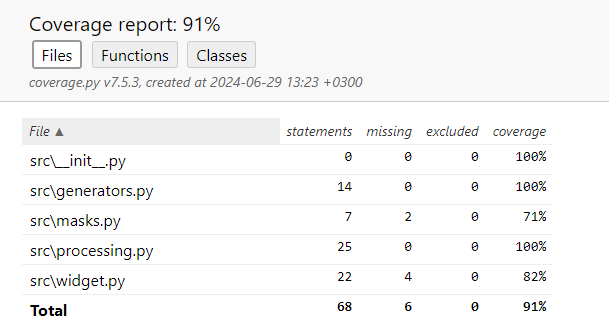 Coverage report: 91%
Files Functions Classes
coverage.py v7.5.3, created at 2024-06-29 13:23 +0300
File ▲ statements missing excluded coverage
src\__init__.py 0 0 0 100%
src\generators.py 14 0 0 100%
src\masks.py 7 2 0 71%
src\processing.py 25 0 0 100%
src\widget.py 22 4 0 82%
Total 68 6 0 91%